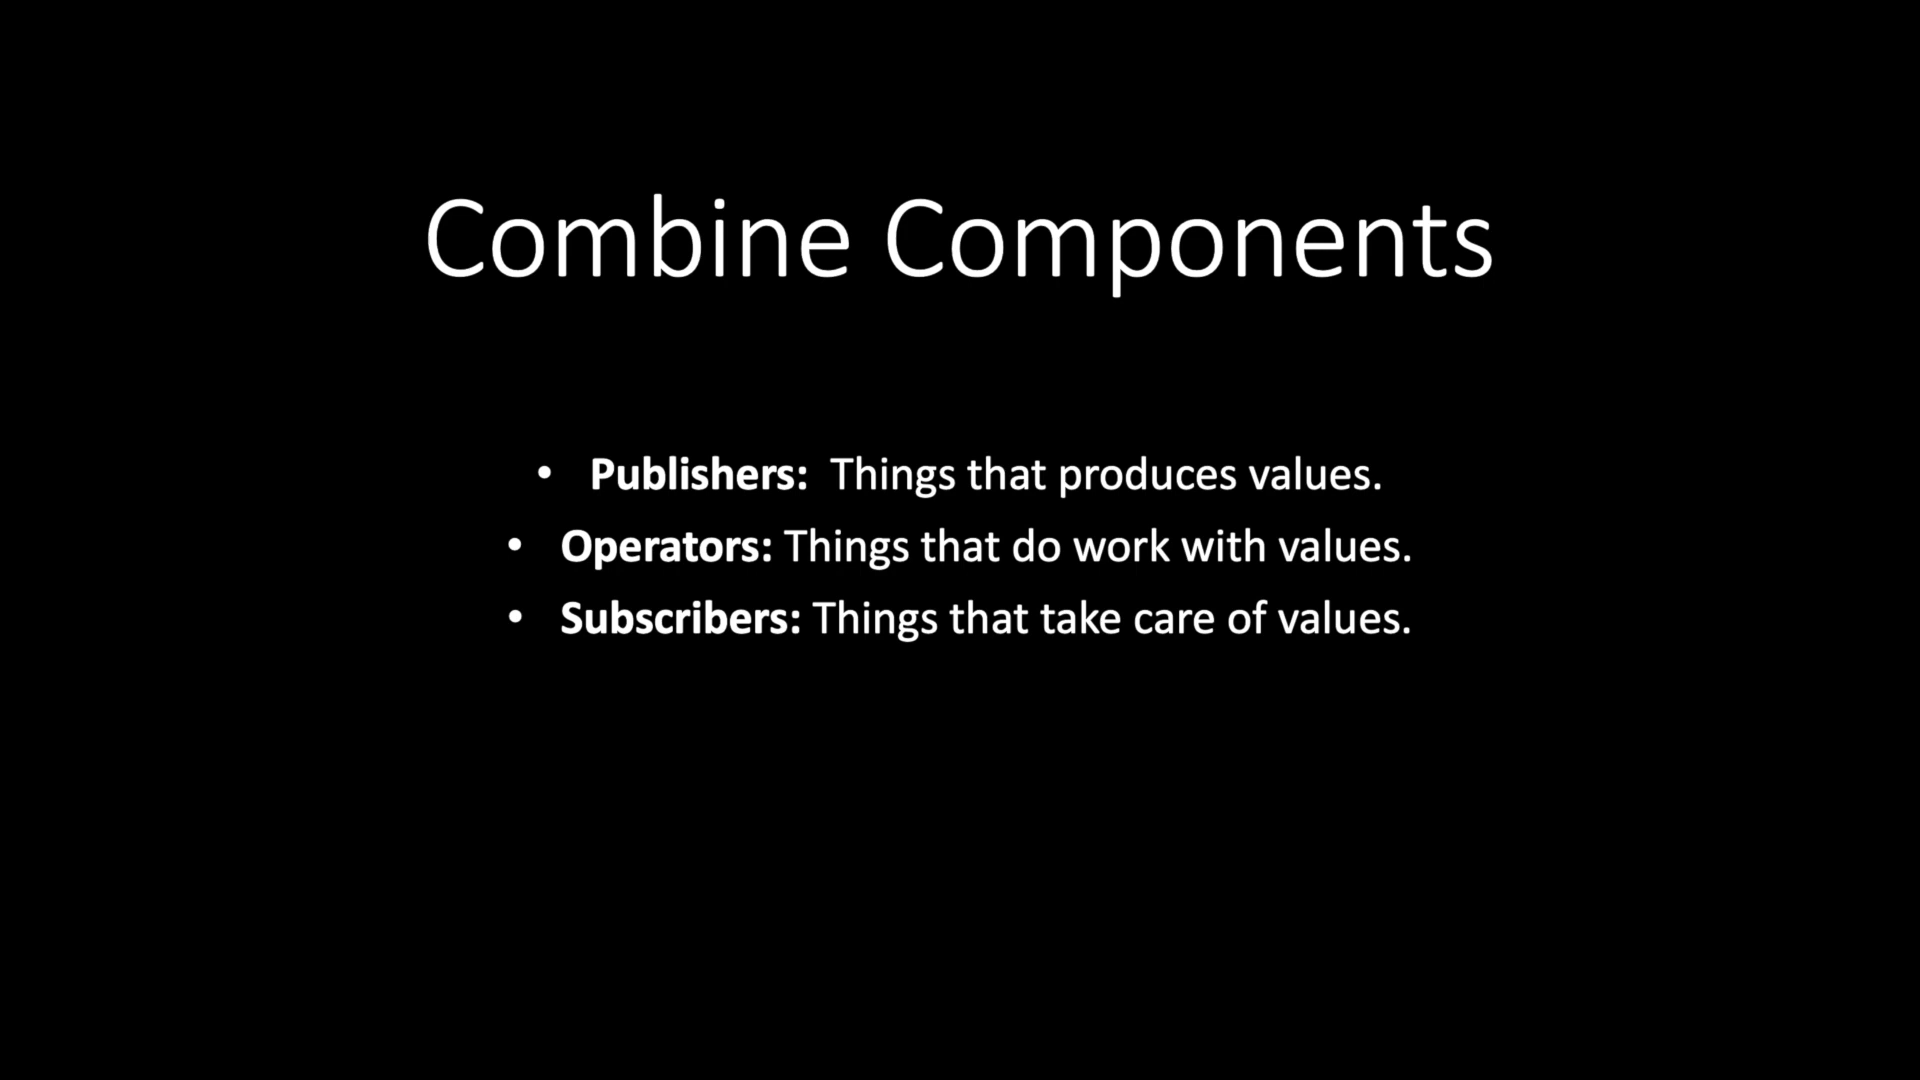 Combine Components
• Publishers:  Things that produces values.
• Operators: Things that do work with values.
• Subscribers: Things that take care of values.